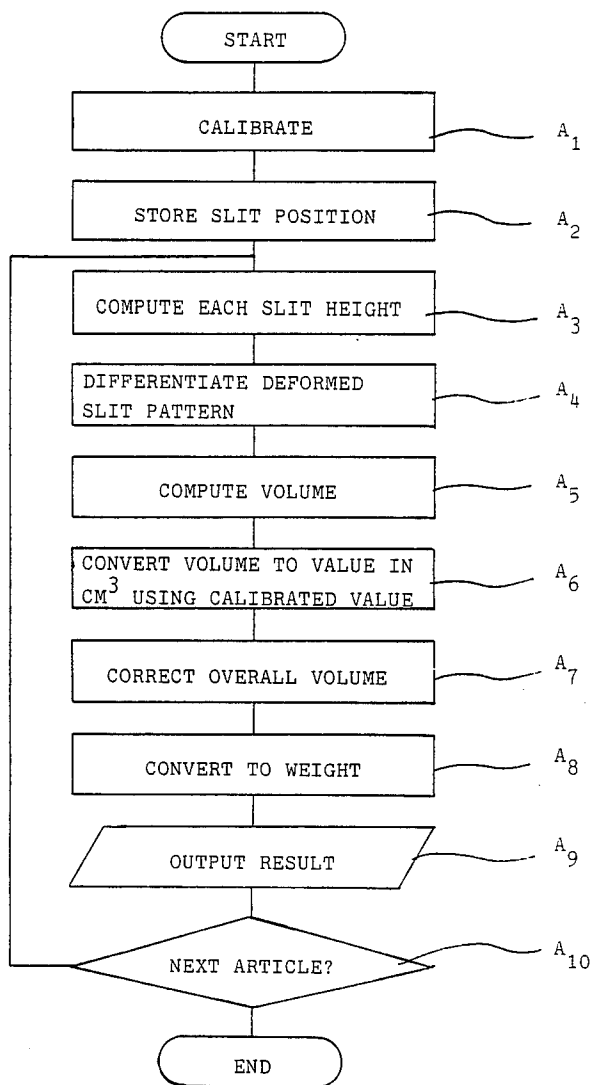 START
CALIBRATE
A1
STORE SLIT POSITION
A2
COMPUTE EACH SLIT HEIGHT
A3
DIFFERENTIATE DEFORMED
SLIT PATTERN
A4
COMPUTE VOLUME
A5
CONVERT VOLUME TO VALUE IN
CM³ USING CALIBRATED VALUE
A6
CORRECT OVERALL VOLUME
A7
CONVERT TO WEIGHT
A8
OUTPUT RESULT
A9
NEXT ARTICLE?
A10
END